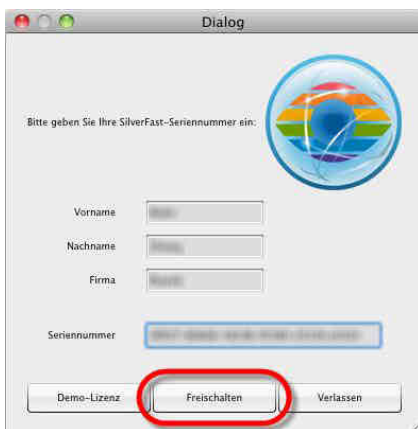 Dialog
Bitte geben Sie Ihre SilverFast-Seriennummer ein:
Vorname
Nachname
Firma
Seriennummer
Demo-Lizenz
Freischalten
Verlassen